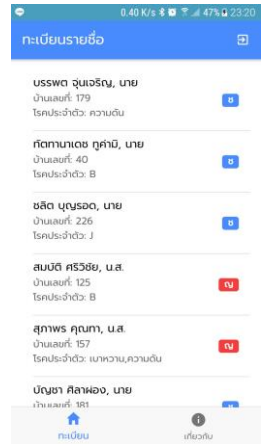 0.40 K/s 47% 23:20
ทะเบียนรายชื่อ
บรรพต จุ่นเจริญ, นาย
บ้านเลขที่: 179
ช
โรคประจำตัว: ความดัน
ทัตทานาเดช ภูค่ามิ, นาย
บ้านเลขที่: 40
ช
โรคประจำตัว: B
ชลิต บุญรอด, นาย
บ้านเลขที่: 226
ช
โรคประจำตัว: J
สมบัติ ศรีวิชัย, น.ส.
บ้านเลขที่: 125
ญ
โรคประจำตัว: B
สุภาพร คุณทา, น.ส.
บ้านเลขที่: 157
ญ
โรคประจำตัว: เบาหวาน,ความดัน
บัญชา ศิลาผ่อง, นาย
บ้านเลขที่: 181
ทะเบียน
เกี่ยวกับ